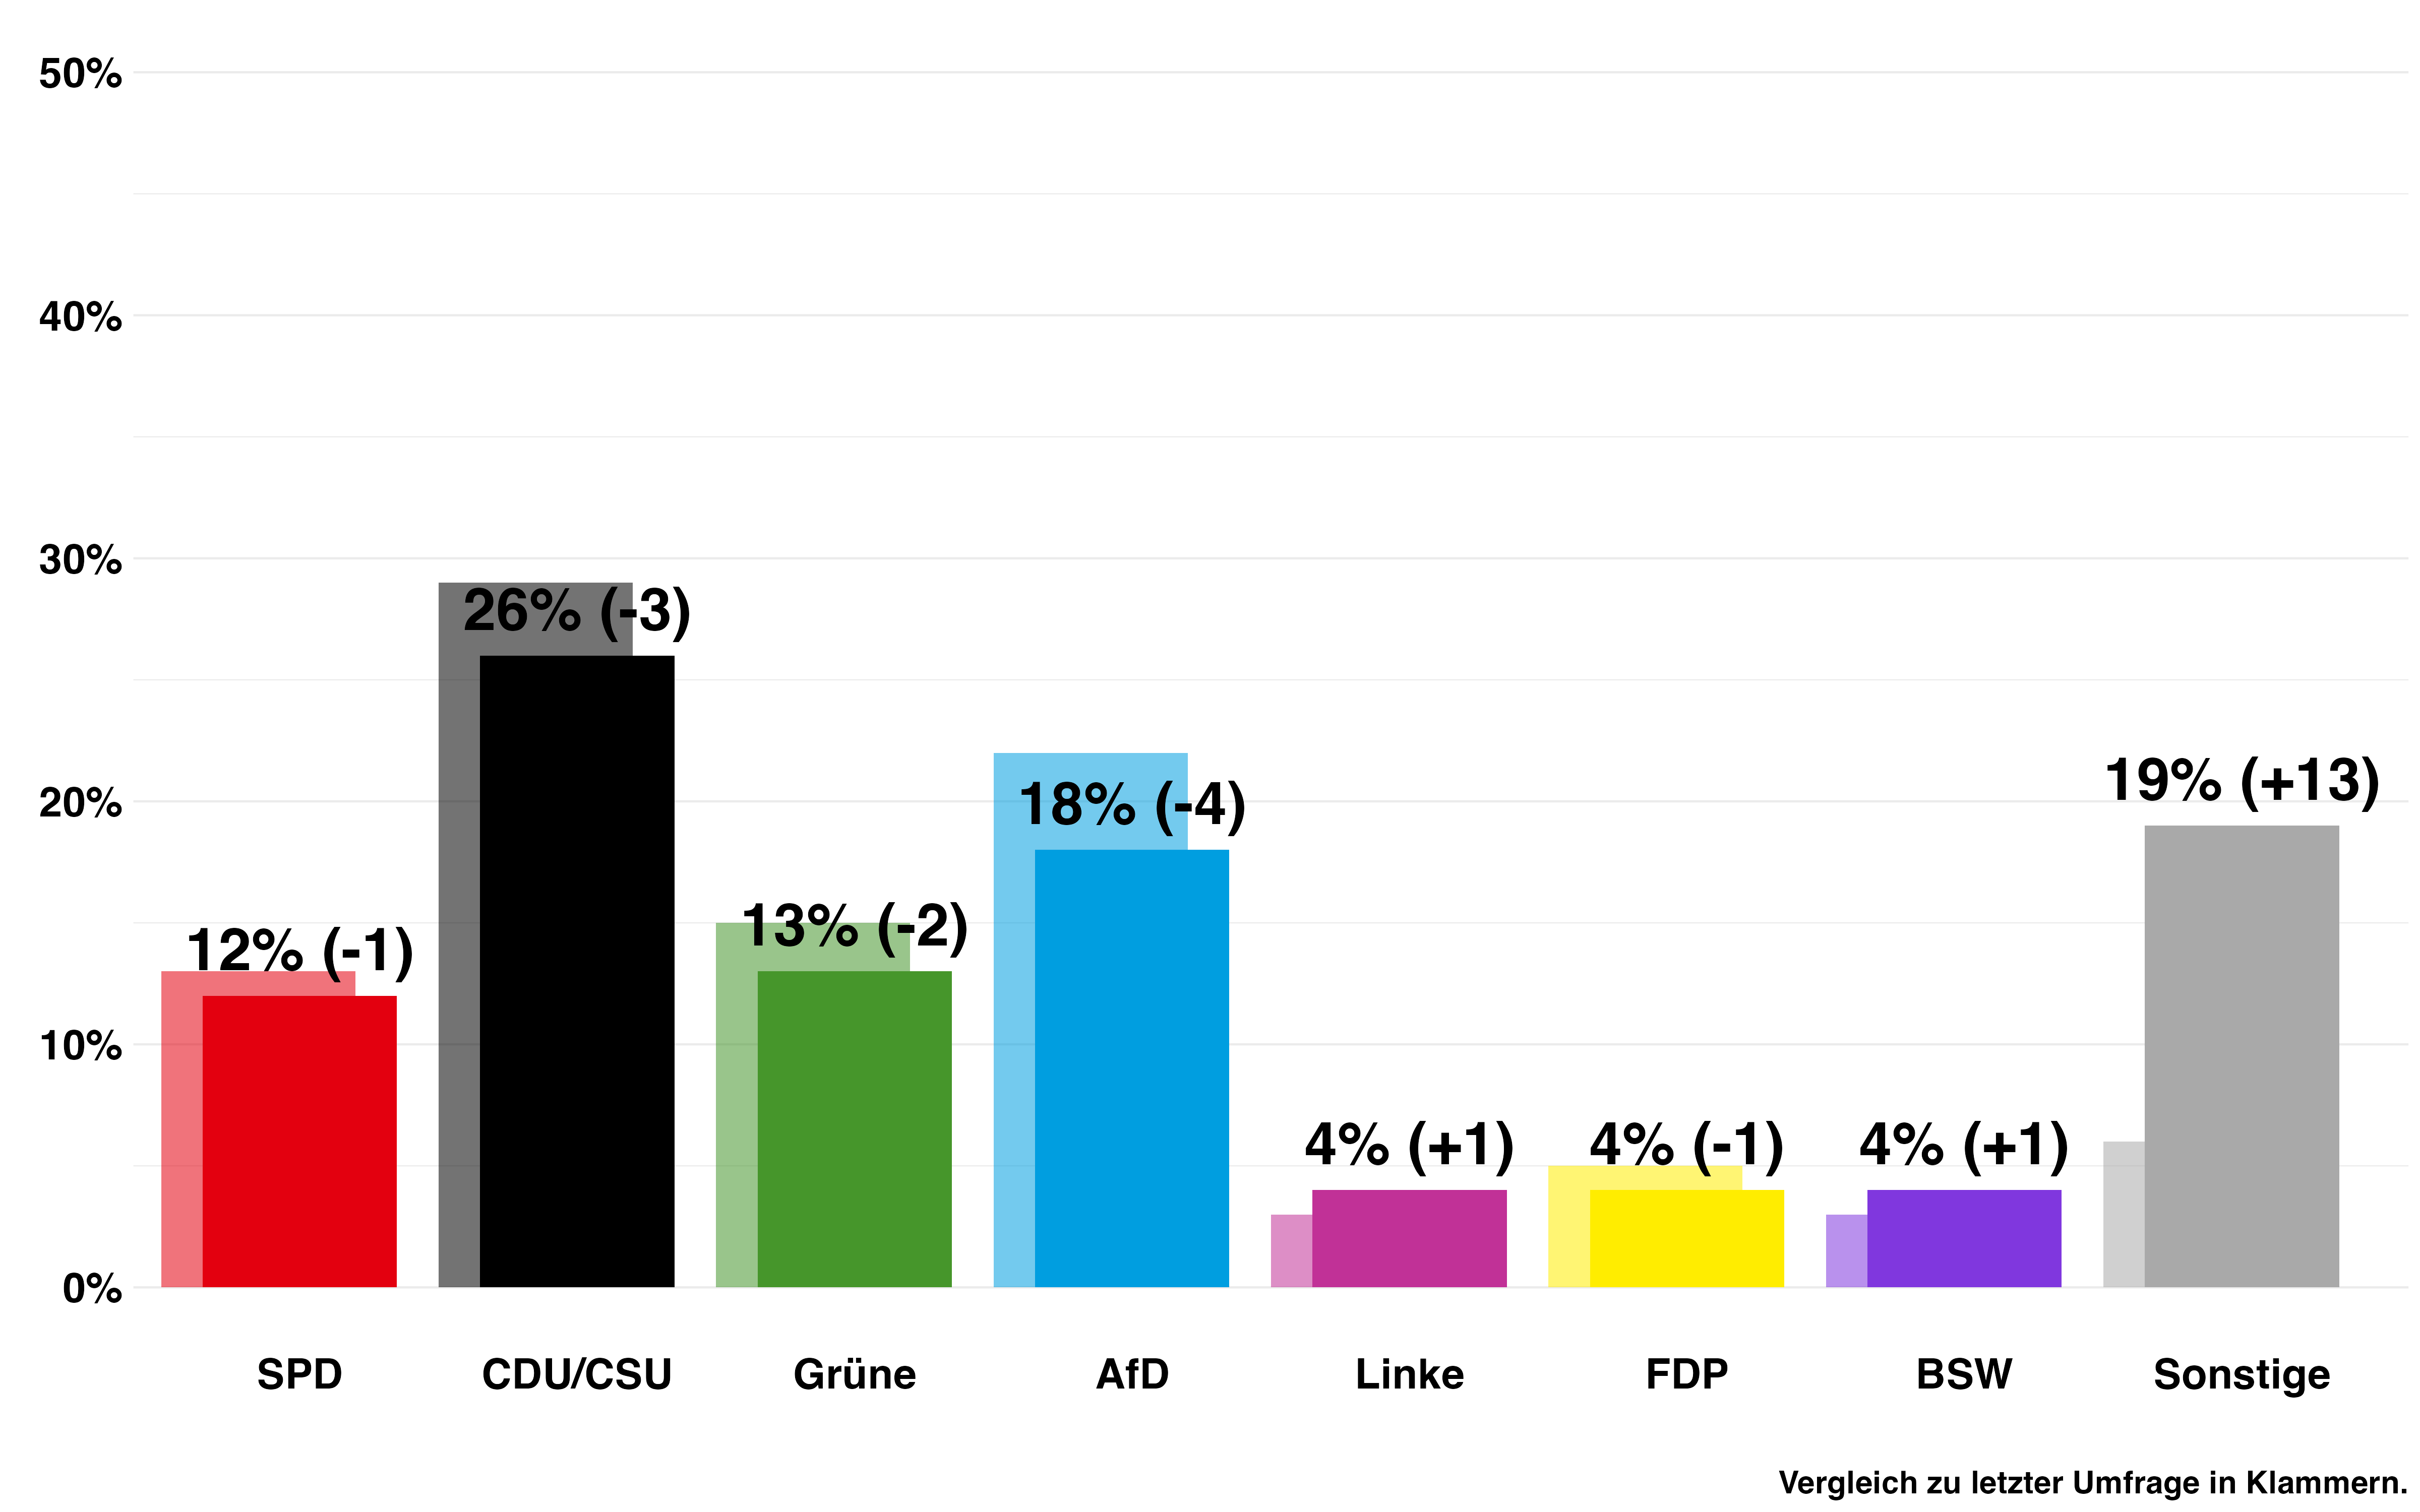 50%
40%
30%
20%
10%
0%
12% (-1)
26% (-3)
13% (-2)
18% (-4)
4% (+1)
4% (-1)
4% (+1)
19% (+13)
SPD
CDU/CSU
Grüne
AfD
Linke
FDP
BSW
Sonstige
Vergleich zu letzter Umfrage in Klammern.